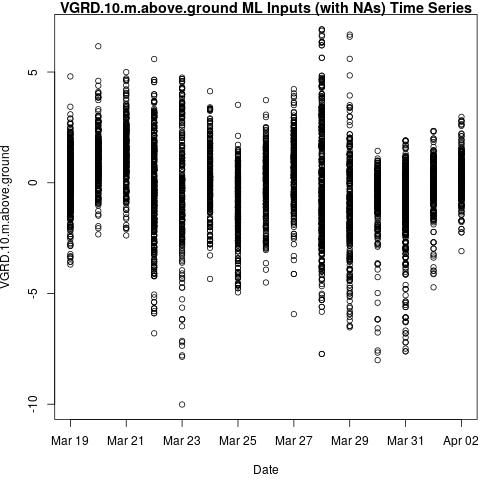 VGRD.10.m.above.ground ML Inputs (with NAs) Time Series
VGRD.10.m.above.ground
5
0
-5
-10
Mar 19 Mar 21 Mar 23 Mar 25 Mar 27 Mar 29 Mar 31 Apr 02
Date